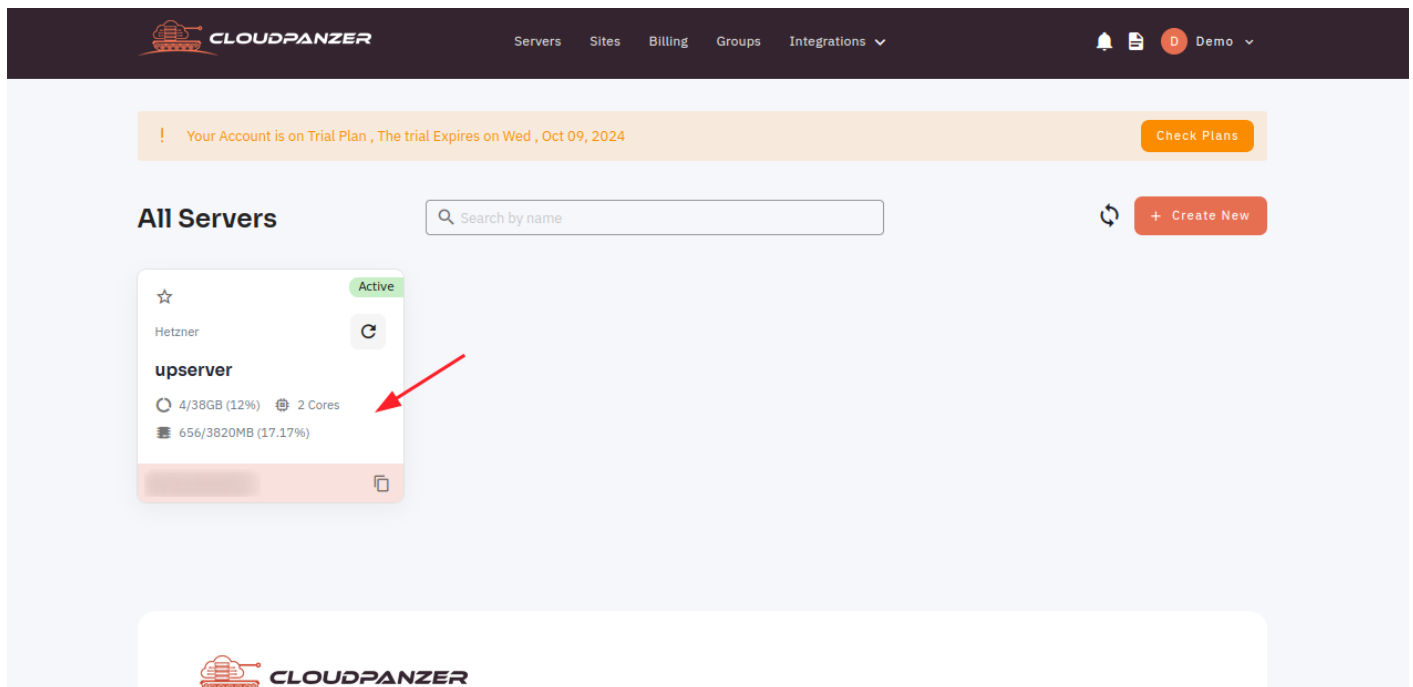 CLOUDPANZER
Servers Sites Billing Groups Integrations
D Demo
! Your Account is on Trial Plan , The trial Expires on Wed , Oct 09, 2024
Check Plans
All Servers
Search by name
+ Create New
Active
Hetzner
upserver
4/38GB (12%) 2 Cores
656/3820MB (17.17%)
CLOUDPANZER